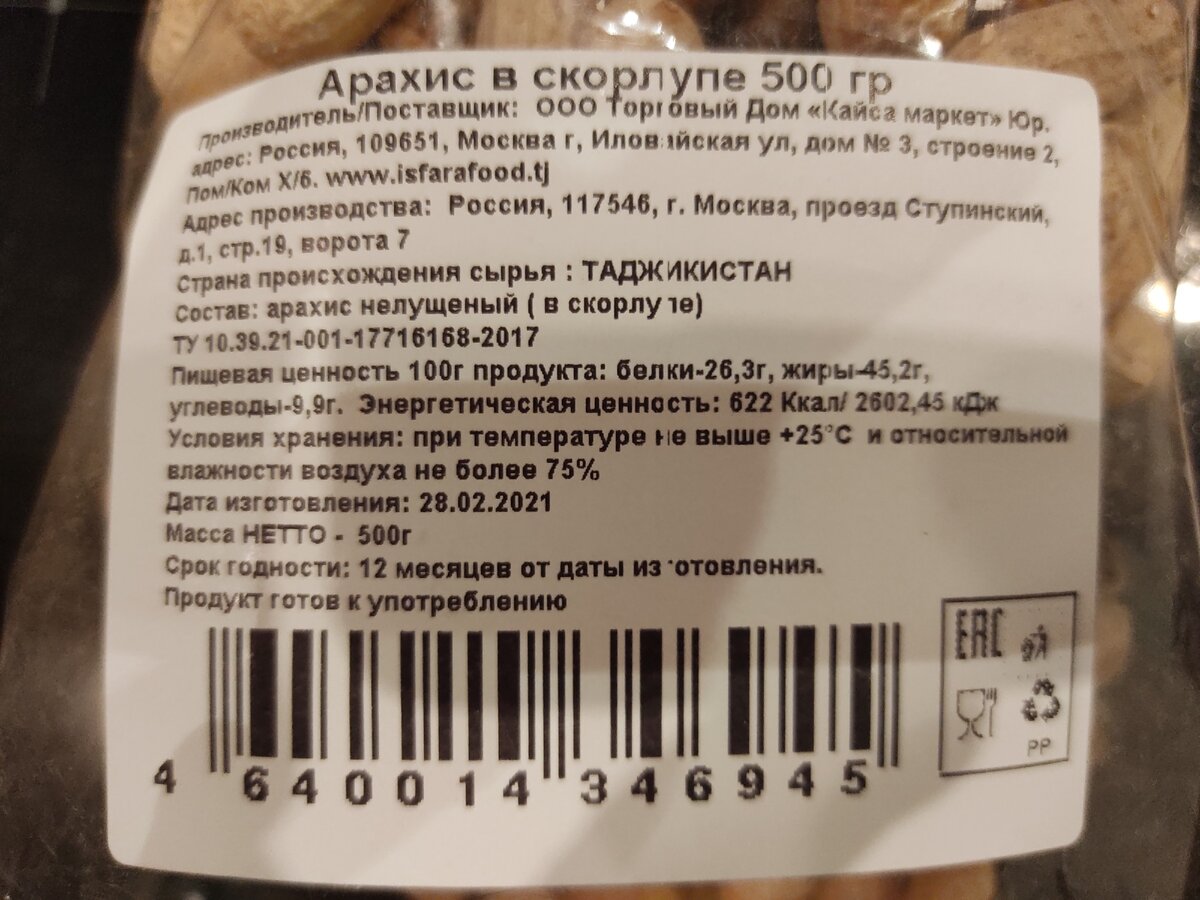 Арахис в скорлупе 500 гр
Производитель/Поставщик: ООО Торговый Дом «Кайса маркет» Юр.
адрес: Россия, 109651, Москва г, Иловайская ул, дом № 3, строение 2,
Пом/Ком X/6. www.isfarafood.tj
Адрес производства: Россия, 117546, г. Москва, проезд Ступинский,
д.1, стр.19, ворота 7
Страна происхождения сырья : ТАДЖИКИСТАН
Состав: арахис нелущеный ( в скорлупе)
ТУ 10.39.21-001-17716168-2017
Пищевая ценность 100г продукта: белки-26,3г, жиры-45,2г,
углеводы-9,9г. Энергетическая ценность: 622 Ккал/ 2602,45 кДж
Условия хранения: при температуре не выше +25°С и относительной
влажности воздуха не более 75%
Дата изготовления: 28.02.2021
Масса НЕТТО - 500г
Срок годности: 12 месяцев от даты изготовления.
Продукт готов к употреблению
4 640014 346945
EAC
PP